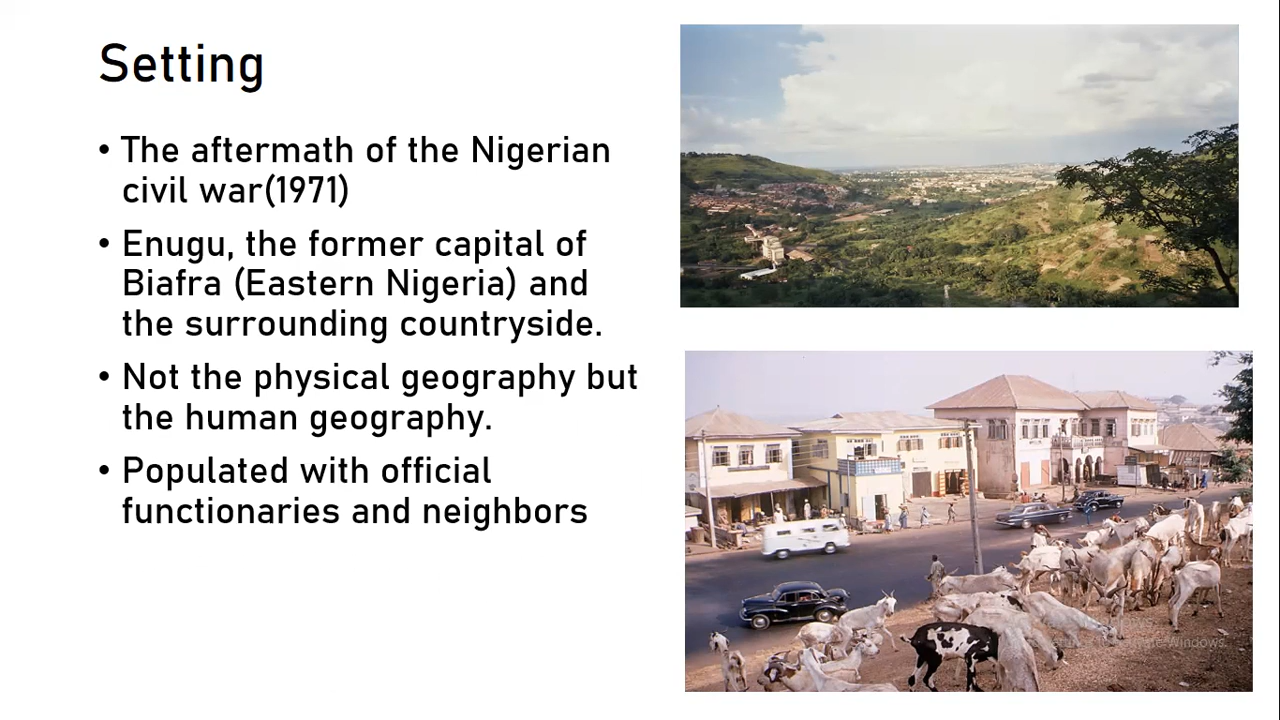 Setting
• The aftermath of the Nigerian
civil war(1971)
• Enugu, the former capital of
Biafra (Eastern Nigeria) and
the surrounding countryside.
• Not the physical geography but
the human geography.
• Populated with official
functionaries and neighbors